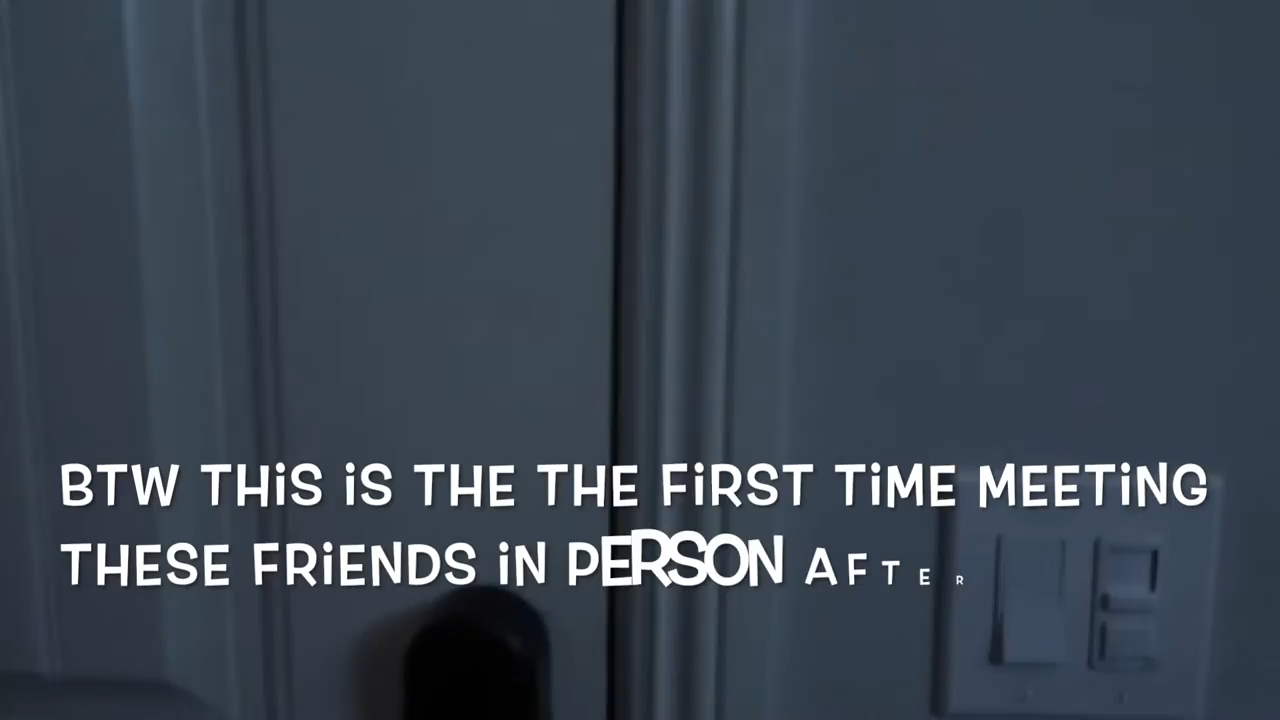 BTW THiS iS THE THE FiRST TiME MEETiNG
THESE FRiENDS iN PERSON AFTER